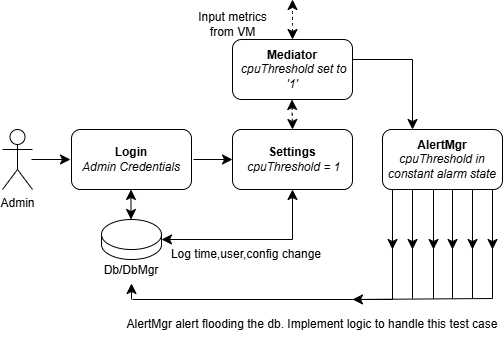 Input metrics
from VM
Mediator
cpuThreshold set to
'1'
Login
Admin Credentials
Settings
cpuThreshold = 1
AlertMgr
cpuThreshold in
constant alarm state
Admin
Log time,user,config change
Db/DbMgr
AlertMgr alert flooding the db. Implement logic to handle this test case